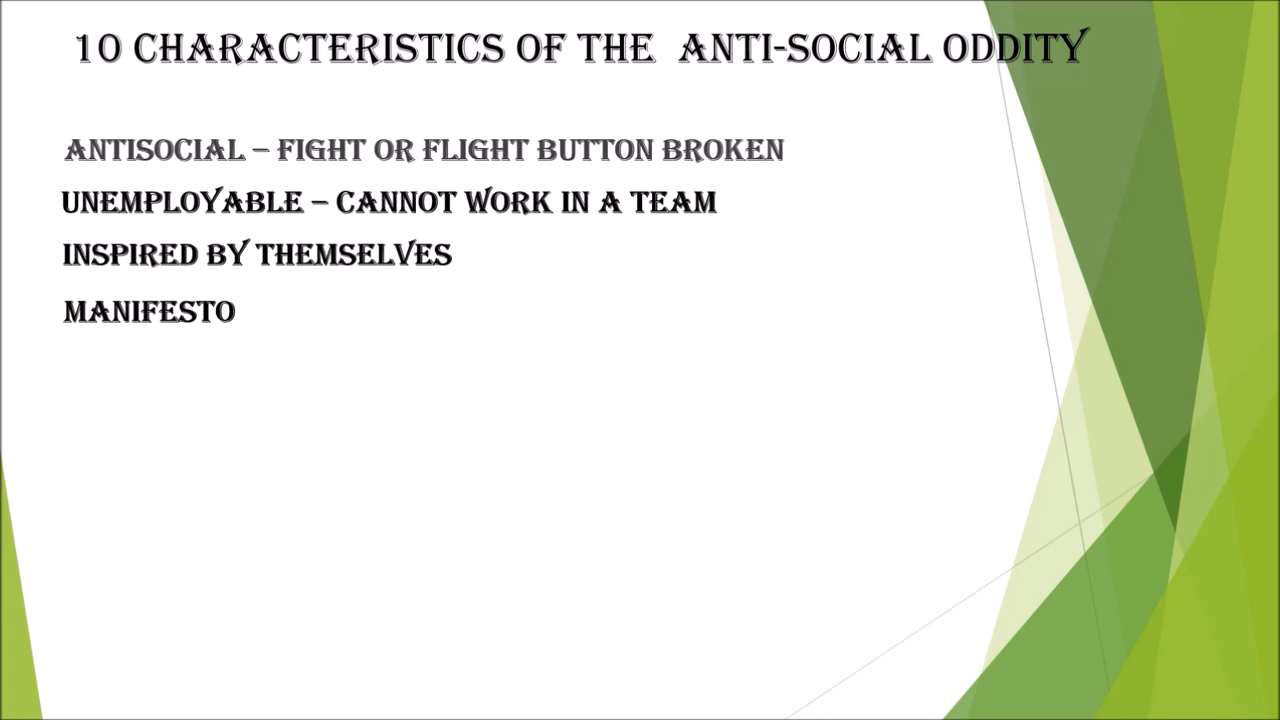 10 CHARACTERISTICS OF THE ANTI-SOCIAL ODDITY
ANTISOCIAL – FIGHT OR FLIGHT BUTTON BROKEN
UNEMPLOYABLE – CANNOT WORK IN A TEAM
INSPIRED BY THEMSELVES
MANIFESTO